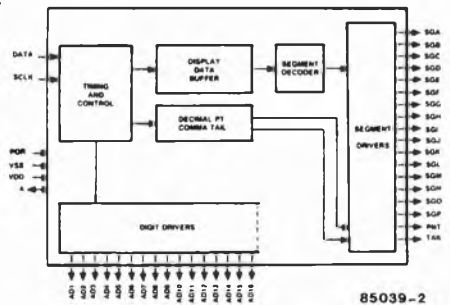 DATA
SCLK
POR
VSS
VDD
A
TIMING
AND
CONTROL
DISPLAY
DATA
BUFFER
SEGMENT
DECODER
DECIMAL PT
COMMA TAIL
SEGMENT
DRIVERS
DIGIT DRIVERS
SGA
SGB
SGC
SGD
SGE
SGF
SGG
SGH
SGI
SGJ
SGK
SGL
SGM
SGN
SGO
SGP
PNT
TAIL
AD1
AD2
AD3
AD4
AD5
AD6
AD7
AD8
AD9
AD10
AD11
AD12
AD13
AD14
AD15
AD16
85039-2